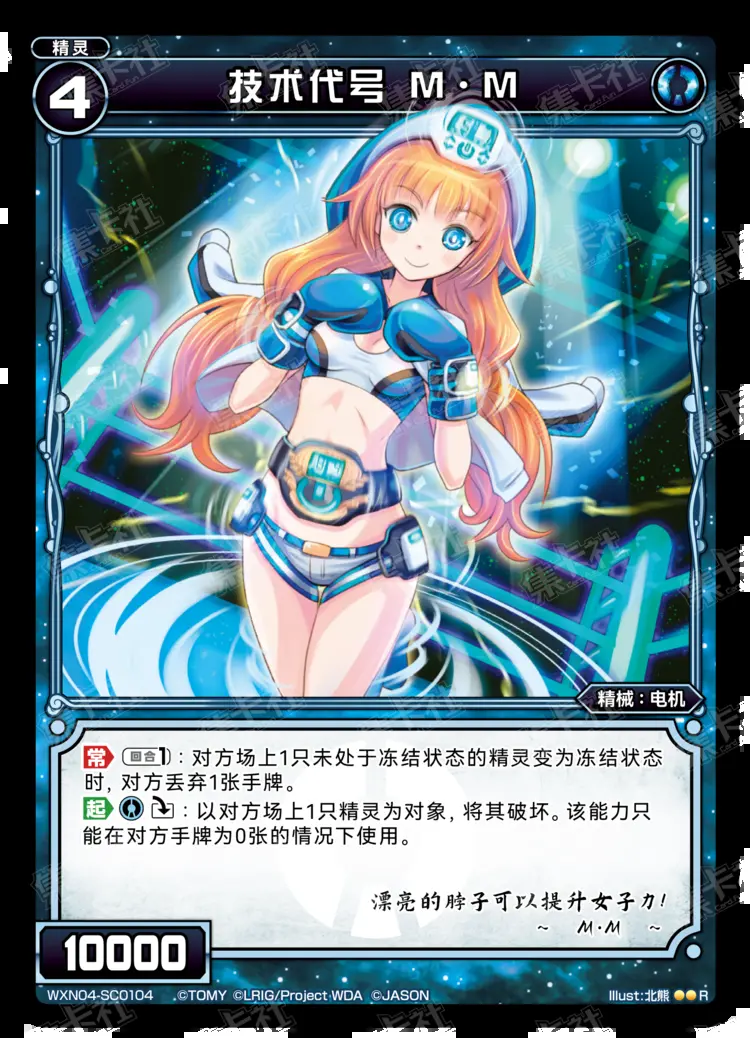 精灵
4
技术代号 M・M
精械：电机
常 回合1：对方场上1只未处于冻结状态的精灵变为冻结状态
时，对方丢弃1张手牌。
起：以对方场上1只精灵为对象，将其破坏。该能力只
能在对方手牌为0张的情况下使用。
漂亮的脖子可以提升女子力！
～ M・M ～
10000
WXN04-SC0104 ©TOMY ©LRIG/Project WDA ©JASON
Illust:北熊 R
集卡社